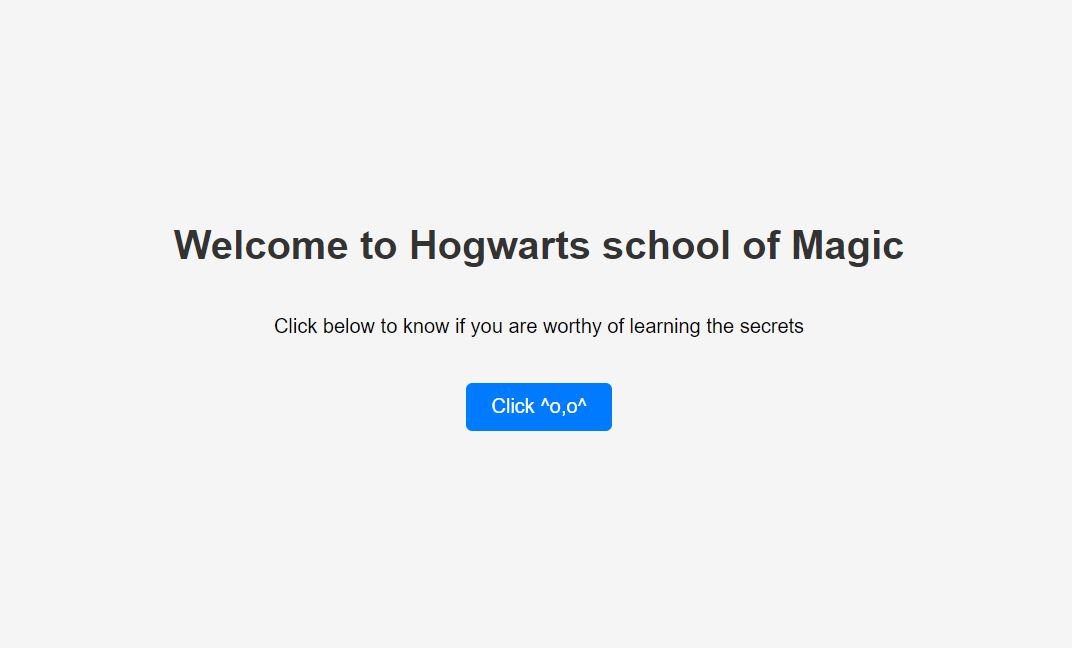 Welcome to Hogwarts school of Magic
Click below to know if you are worthy of learning the secrets
Click ^o,o^